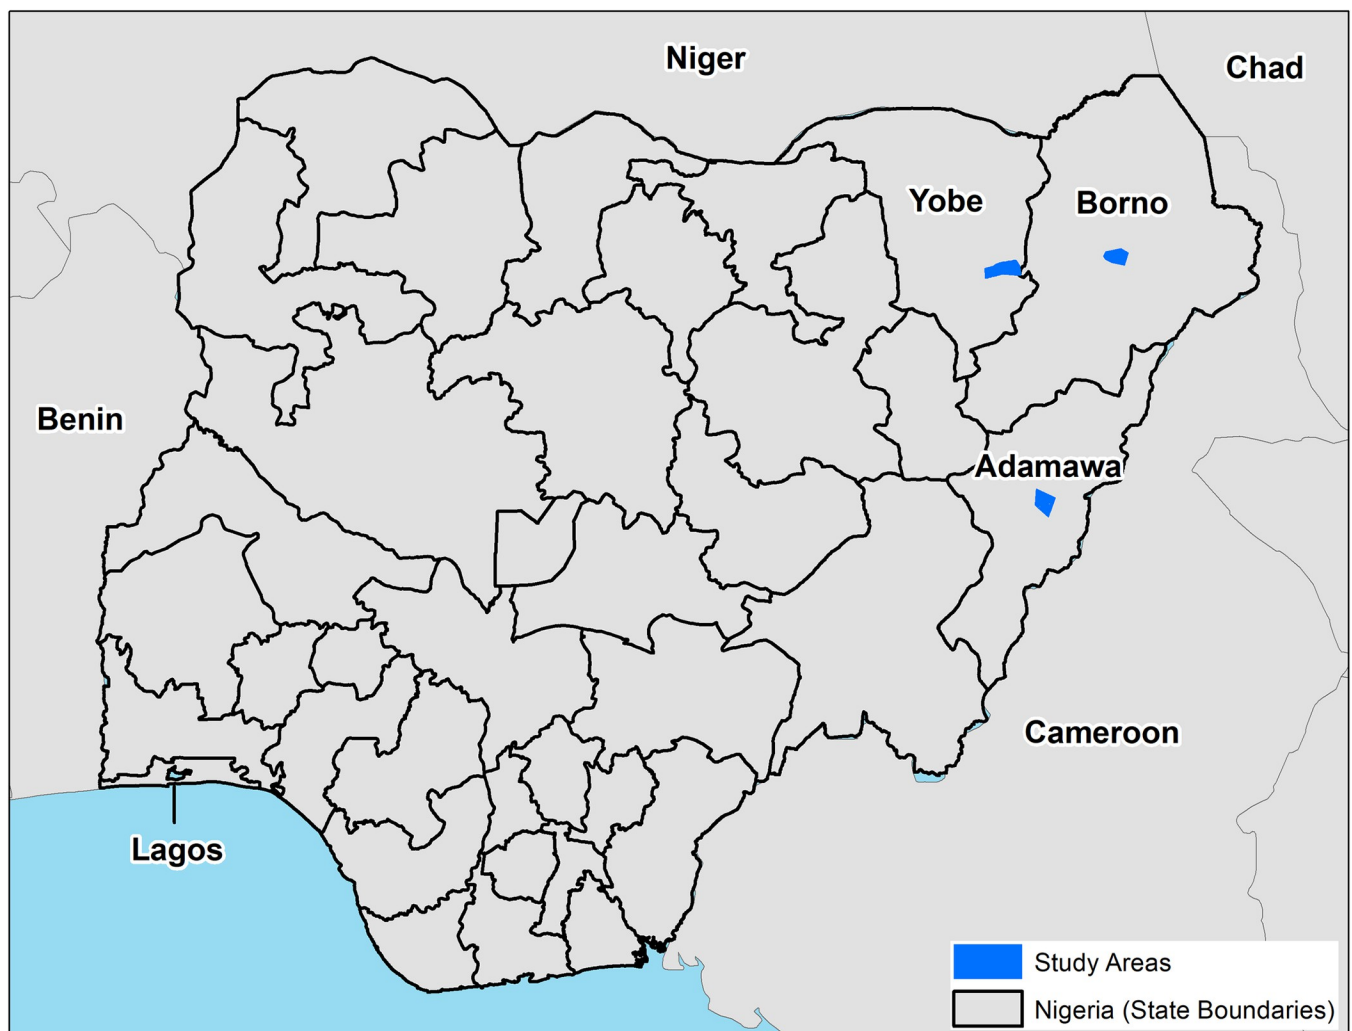 Niger
Chad
Yobe
Borno
Benin
Adamawa
Cameroon
Lagos
Study Areas
Nigeria (State Boundaries)